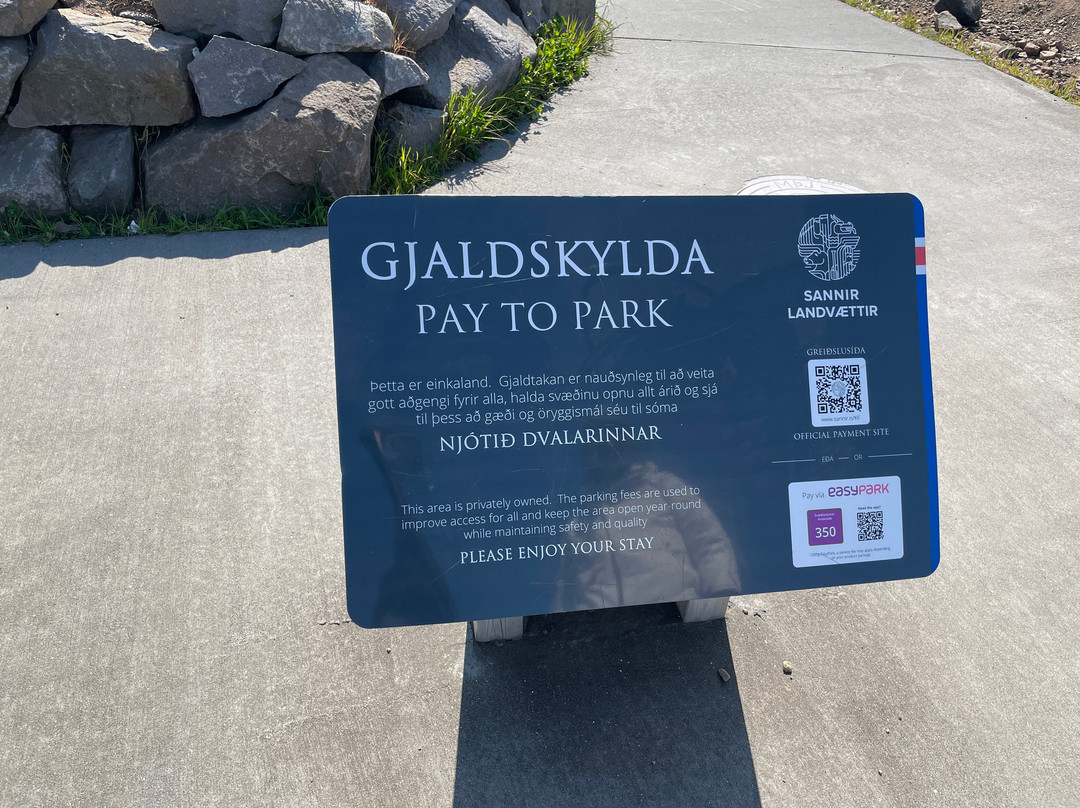 GJALDSKYLDA
PAY TO PARK
Þetta er einkaland. Gjaldtakan er nauðsynleg til að veita
gott aðgengi fyrir alla, halda svæðinu opnu allt árið og sjá
til þess að gæði og öryggismál séu til sóma
NJÓTIÐ DVALARINNAR
This area is privately owned. The parking fees are used to
improve access for all and keep the area open year-round
while maintaining safety and quality
PLEASE ENJOY YOUR STAY
SANNIR
LANDVÆTTIR
GREIÐSLUSÍÐA
OFFICIAL PAYMENT SITE
EÐA — OR
Pay via easypark
350
Need the app?